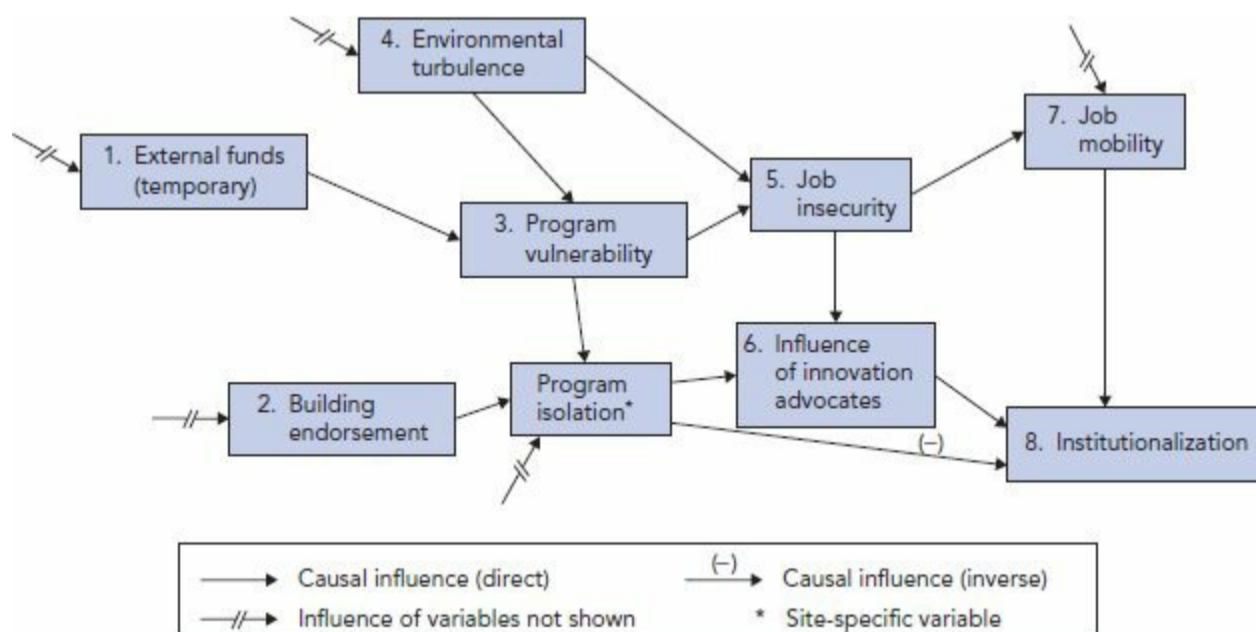 4. Environmental
turbulence
7. Job
mobility
1. External funds
(temporary)
5. Job
insecurity
3. Program
vulnerability
6. Influence
of innovation
advocates
Program
isolation*
2. Building
endorsement
(–)
8. Institutionalization
Causal influence (direct)
(–)
Causal influence (inverse)
Influence of variables not shown
* Site-specific variable